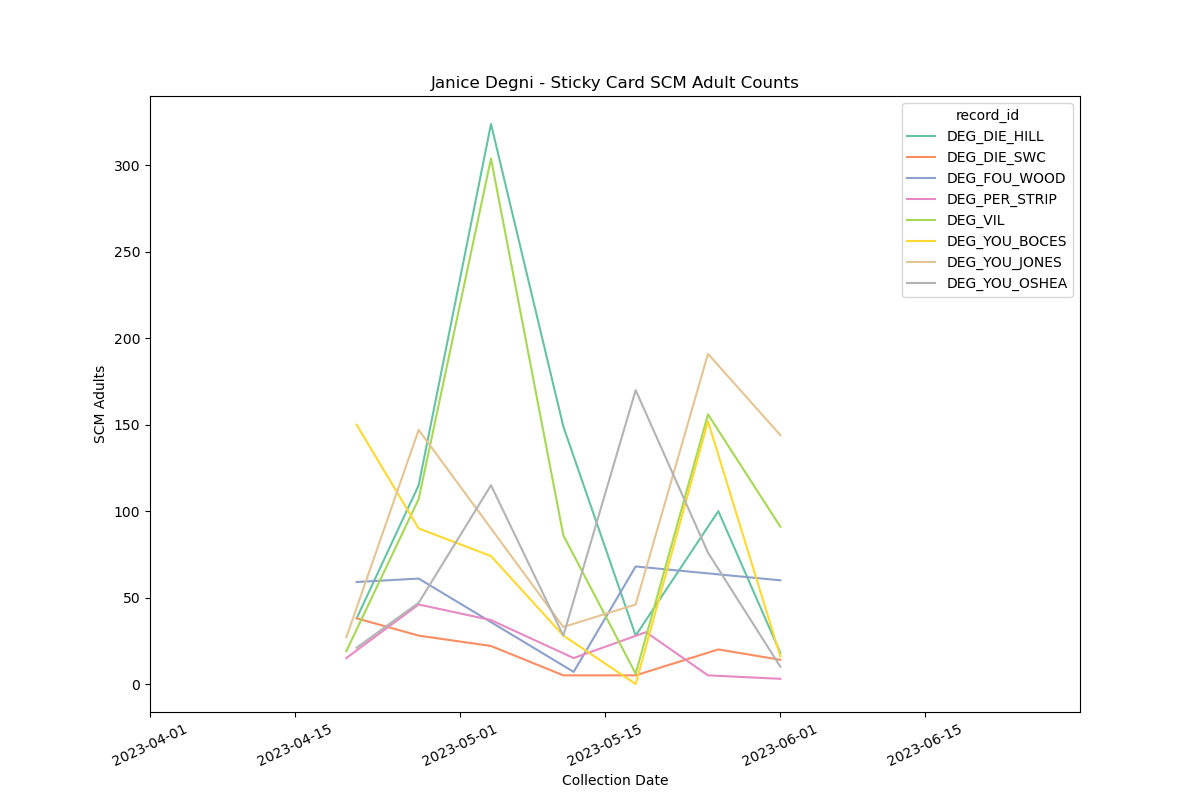 Janice Degni - Sticky Card SCM Adult Counts
record_id
DEG_DIE_HILL
DEG_DIE_SWC
DEG_FOU_WOOD
DEG_PER_STRIP
DEG_VIL
DEG_YOU_BOCES
DEG_YOU_JONES
DEG_YOU_OSHEA
300
250
200
150
100
50
0
SCM Adults
2023-04-01
2023-04-15
2023-05-01
2023-05-15
2023-06-01
2023-06-15
Collection Date